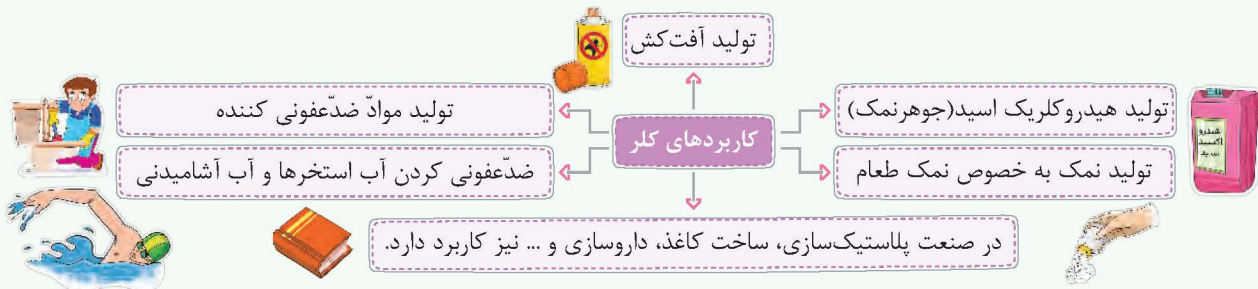 تولید آفت‌کش
تولید هیدروکلریک اسید(جوهرنمک)
کاربردهای کلر
تولید موادّ ضدّعفونی کننده
تولید نمک به خصوص نمک طعام
ضدّعفونی کردن آب استخرها و آب آشامیدنی
در صنعت پلاستیک‌سازی، ساخت کاغذ، داروسازی و ... نیز کاربرد دارد.
هیدرو